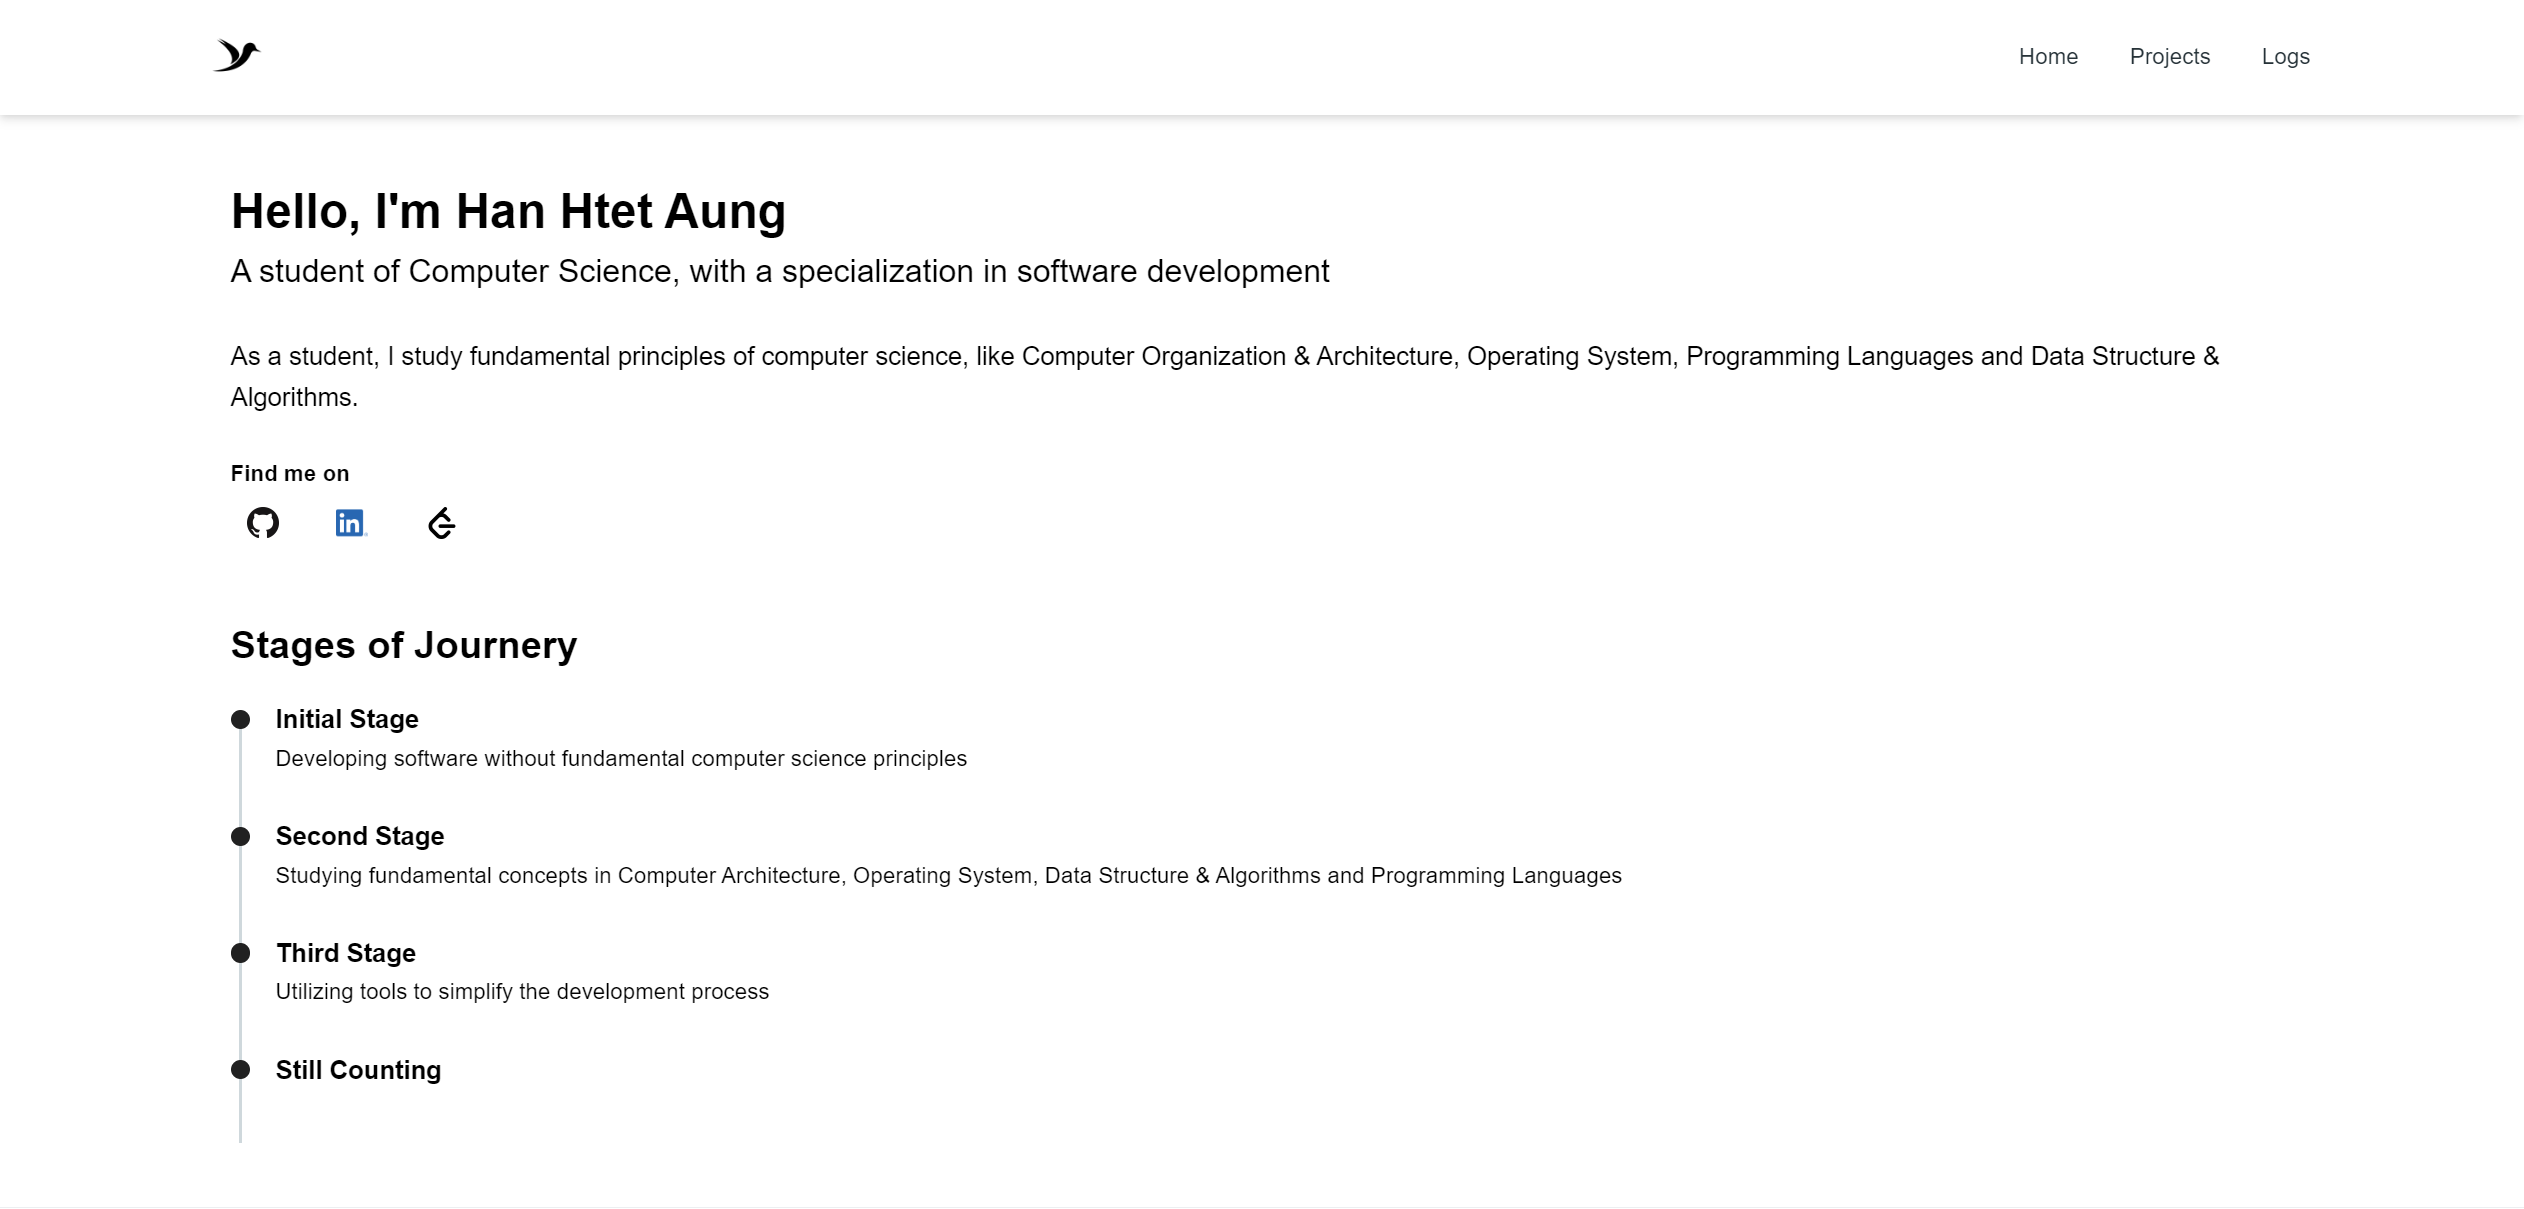 Home Projects Logs
Hello, I'm Han Htet Aung
A student of Computer Science, with a specialization in software development
As a student, I study fundamental principles of computer science, like Computer Organization & Architecture, Operating System, Programming Languages and Data Structure &
Algorithms.
Find me on
in
Stages of Journery
Initial Stage
Developing software without fundamental computer science principles
Second Stage
Studying fundamental concepts in Computer Architecture, Operating System, Data Structure & Algorithms and Programming Languages
Third Stage
Utilizing tools to simplify the development process
Still Counting